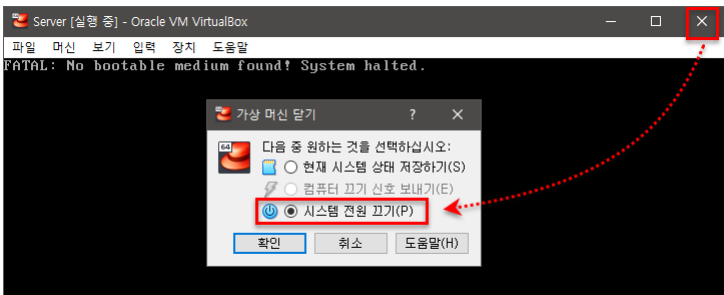 Server [실행 중] - Oracle VM VirtualBox
파일 머신 보기 입력 장치 도움말
FATAL: No bootable medium found! System halted.
가상 머신 닫기
64
다음 중 원하는 것을 선택하십시오:
현재 시스템 상태 저장하기(S)
컴퓨터 끄기 신호 보내기(E)
시스템 전원 끄기(P)
확인 취소 도움말(H)